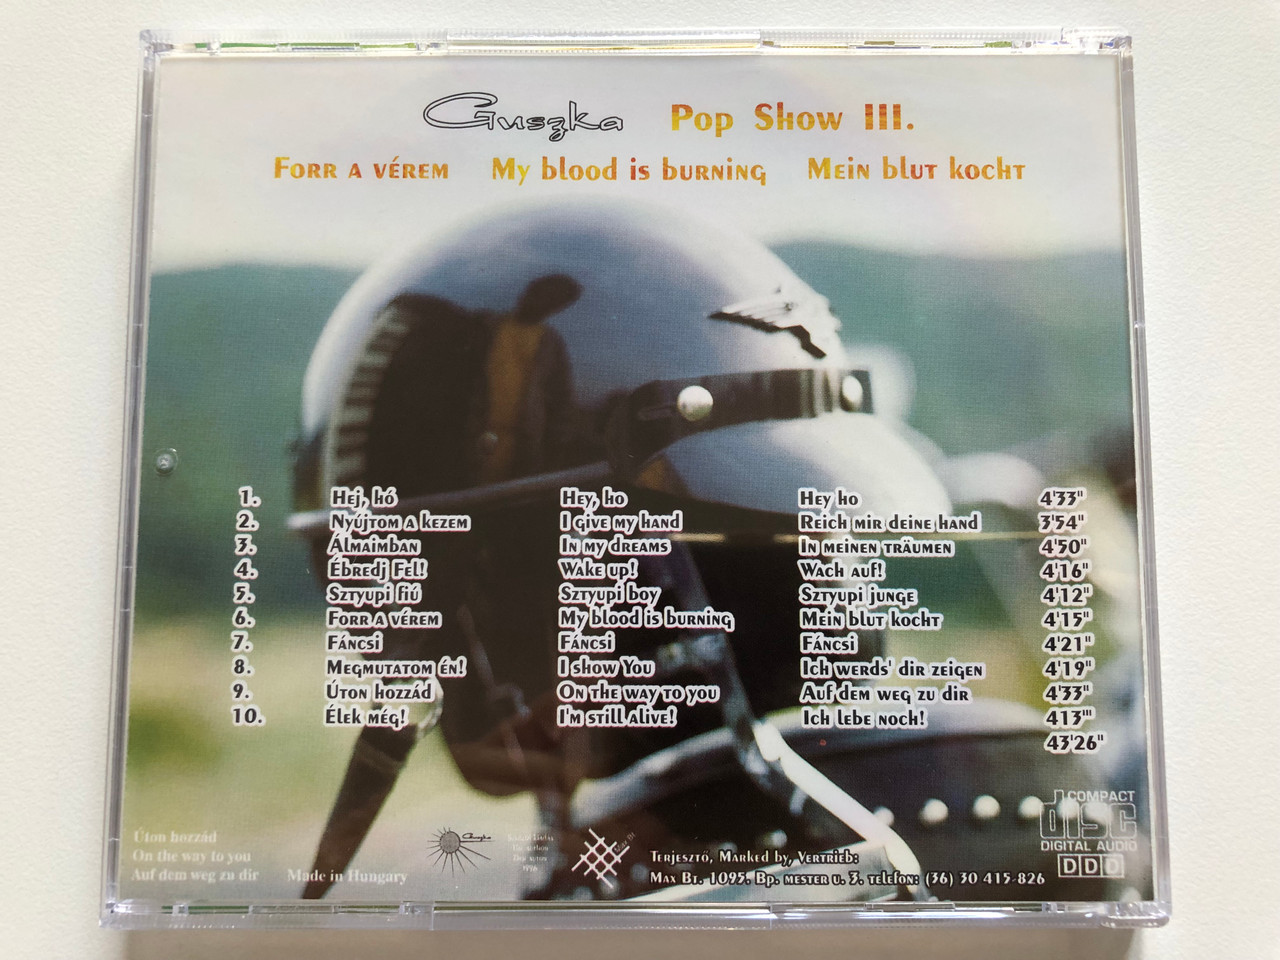 Guszka Pop Show III.
Forr a vérem My blood is burning Mein blut kocht
1. Hej, hó Hey, ho Hey ho 4'33"
2. Nyújtom a kezem I give my hand Reich mir deine hand 3'54"
3. Álmaimban In my dreams In meinen träumen 4'50"
4. Ébredj Fel! Wake up! Wach auf! 4'16"
5. Sztyupi fiú Sztyupi boy Sztyupi junge 4'12"
6. Forr a vérem My blood is burning Mein blut kocht 4'15"
7. Fáncsi Fáncsi Fáncsi 4'21"
8. Megmutatom én! I show You Ich werds' dir zeigen 4'19"
9. Úton hozzád On the way to you Auf dem weg zu dir 4'33"
10. Élek még! I'm still alive! Ich lebe noch! 413"
43'26"
Úton hozzád
On the way to you
Auf dem weg zu dir
Made in Hungary
Guszka
Terjesztő, Marked by, Vertrieb:
Max Bt. 1095. Bp. mester u. 3. telefon: (36) 30 415-826
COMPACT
disc
DIGITAL AUDIO
DDD